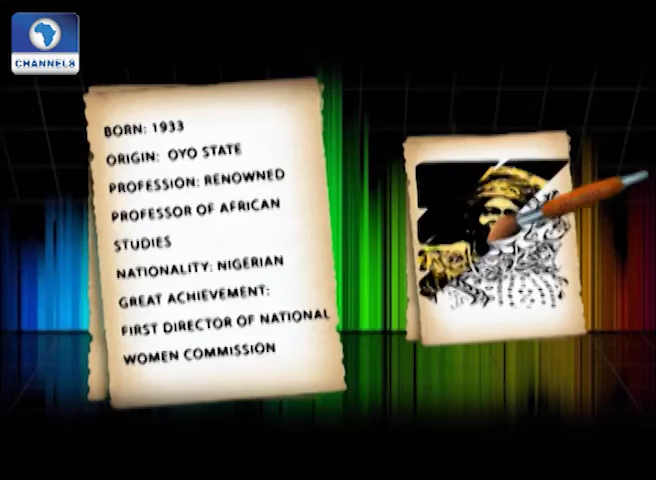 CHANNELS
BORN: 1933
ORIGIN: OYO STATE
PROFESSION: RENOWNED
PROFESSOR OF AFRICAN
STUDIES
NATIONALITY: NIGERIAN
GREAT ACHIEVEMENT:
FIRST DIRECTOR OF NATIONAL
WOMEN COMMISSION